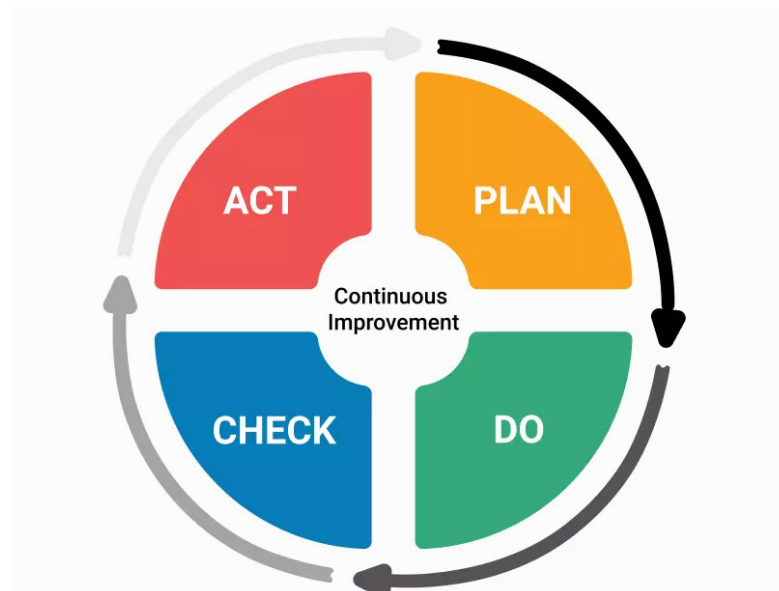 ACT
PLAN
Continuous
Improvement
CHECK
DO